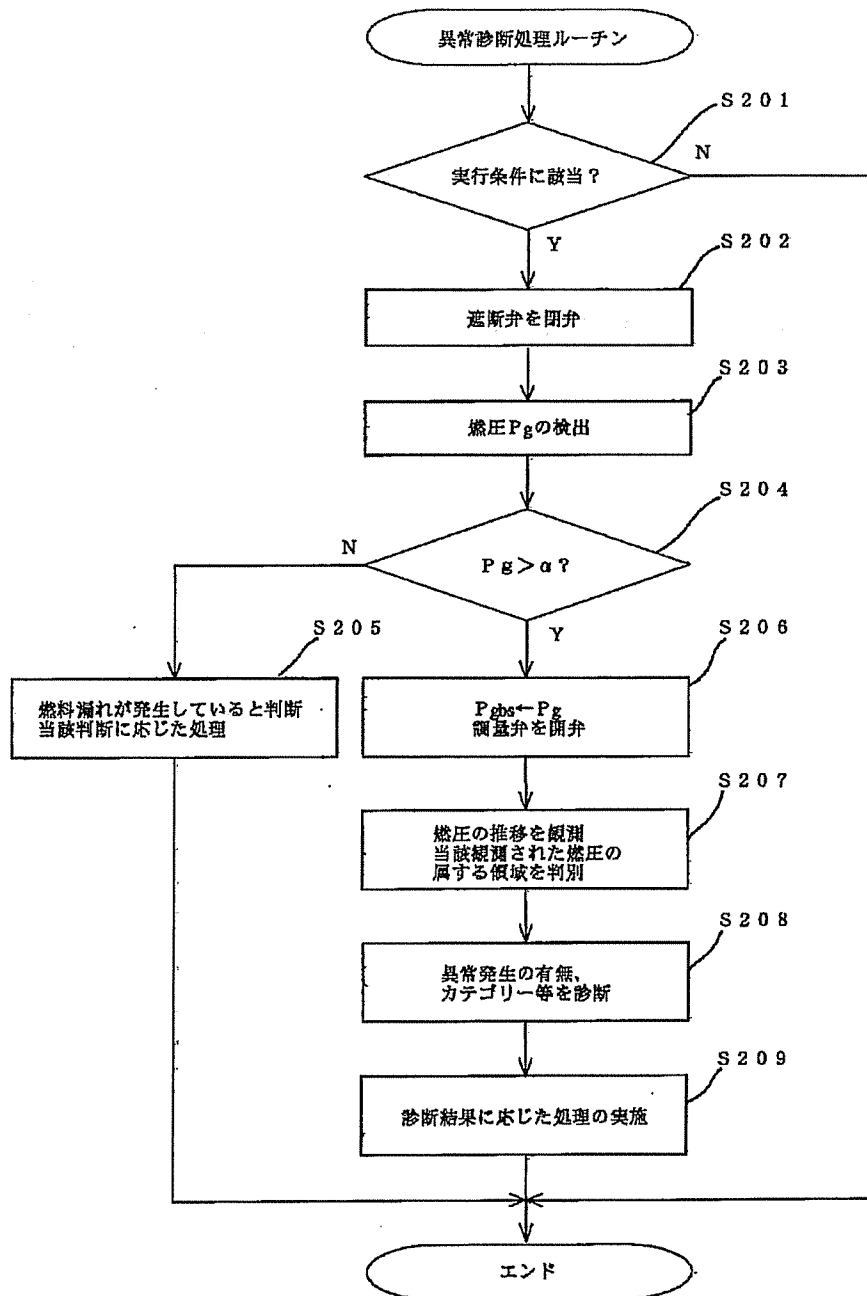 異常診断処理ルーチン
S201
実行条件に該当？
N
Y
S202
遮断弁を閉弁
S203
燃圧Pgの検出
S204
N
Pg＞α？
Y
S205
S206
燃料漏れが発生していると判断
当該判断に応じた処理
Pgbs←Pg
調量弁を開弁
S207
燃圧の推移を観測
当該観測された燃圧の
属する領域を判別
S208
異常発生の有無、
カテゴリー等を診断
S209
診断結果に応じた処理の実施
エンド